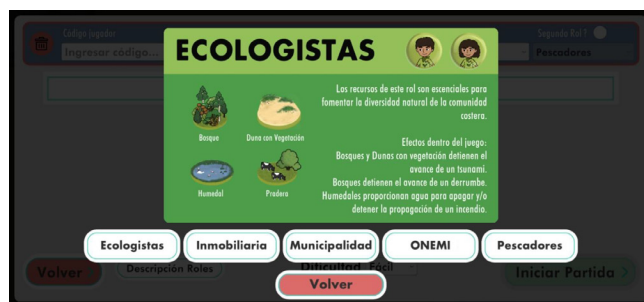 Código jugador
Segundo Rol?
Ingresar código...
Pescadores
ECOLOGISTAS
Los recursos de este rol son escenciales para
fomentar la diversidad natural de la comunidad
costera.
Bosque
Duna con Vegetación
Efectos dentro del juego:
Bosques y Dunas con vegetación detienen el
avance de un tsunami.
Bosques detienen el avance de un derrumbe.
Humedales proporcionan agua para apagar y/o
detener la propagación de un incendio.
Humedal
Pradera
Ecologistas
Inmobiliaria
Municipalidad
ONEMI
Pescadores
Volver
Descripción Roles
Dificultad
Fácil
Iniciar Partida >
Volver